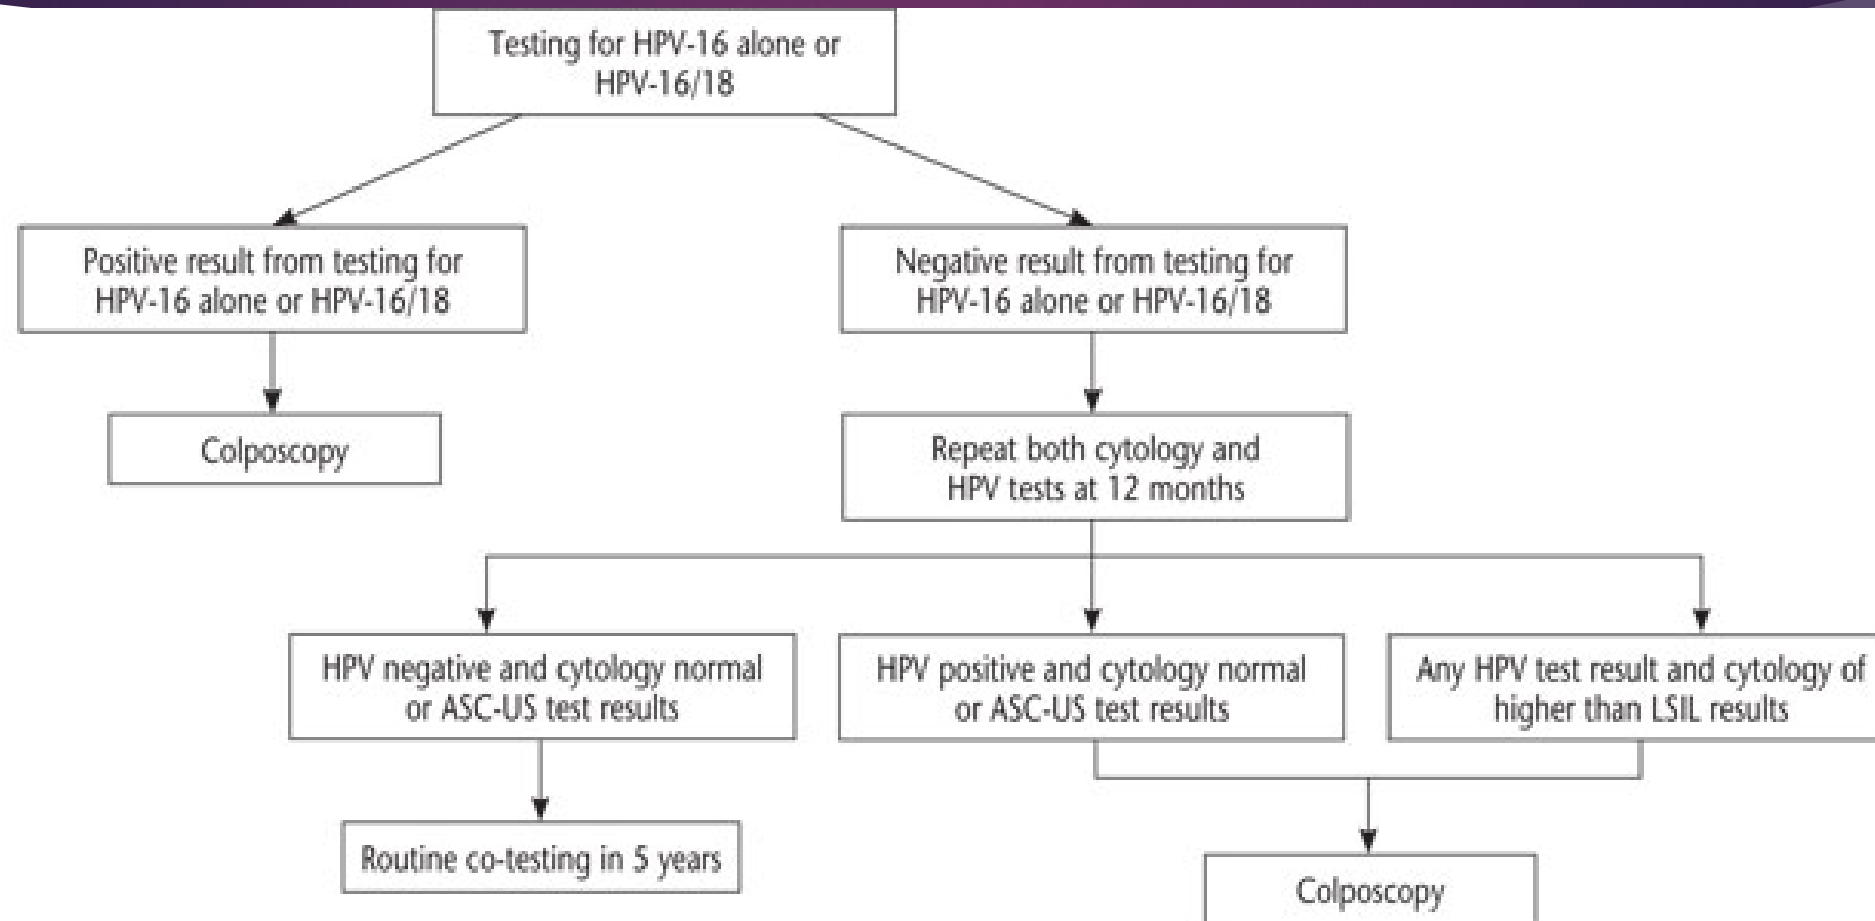 Testing for HPV-16 alone or
HPV-16/18
Positive result from testing for
HPV-16 alone or HPV-16/18
Negative result from testing for
HPV-16 alone or HPV-16/18
Colposcopy
Repeat both cytology and
HPV tests at 12 months
HPV negative and cytology normal
or ASC-US test results
HPV positive and cytology normal
or ASC-US test results
Any HPV test result and cytology of
higher than LSIL results
Routine co-testing in 5 years
Colposcopy